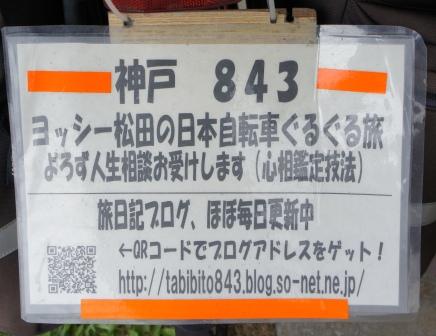 神戸 843
ヨッシー松田の日本自転車ぐるぐる旅
よろず人生相談お受けします（心相鑑定技法）
旅日記ブログ、ほぼ毎日更新中
←QRコードでブログアドレスをゲット！
http://tabibito843.blog.so-net.ne.jp/